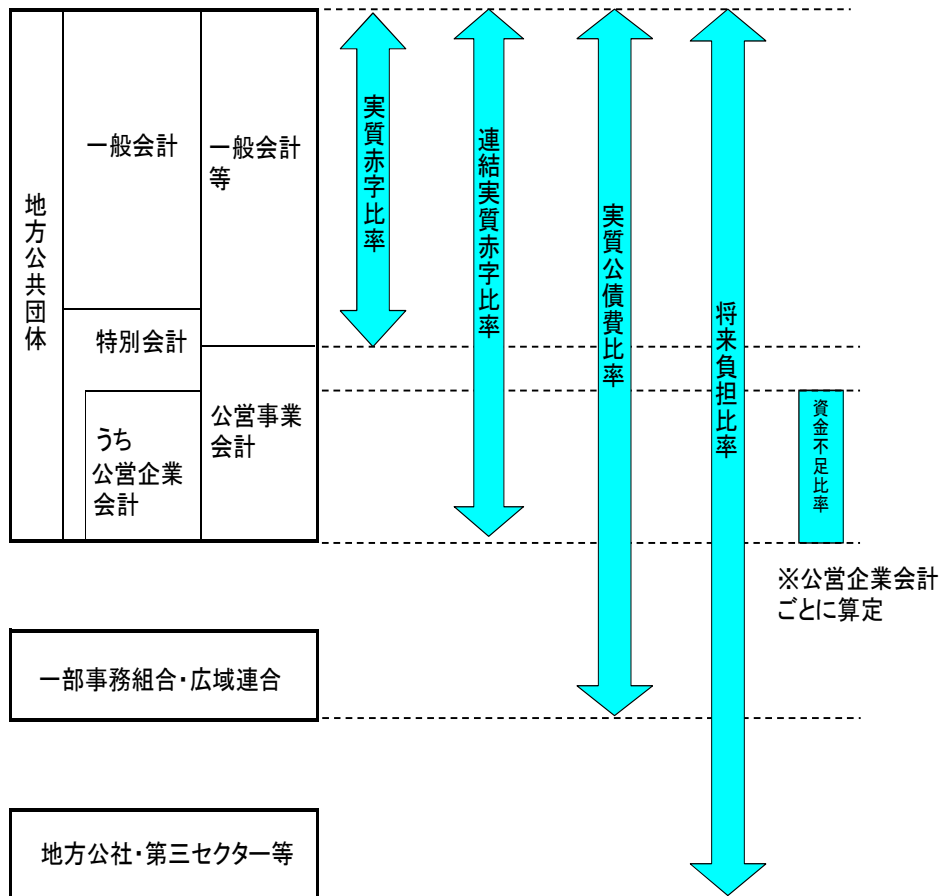 地方公共団体
一般会計
一般会計
等
特別会計
うち
公営企業
会計
公営事業
会計
実質赤字比率
連結実質赤字比率
実質公債費比率
将来負担比率
資金不足比率
※公営企業会計
ごとに算定
一部事務組合・広域連合
地方公社・第三セクター等